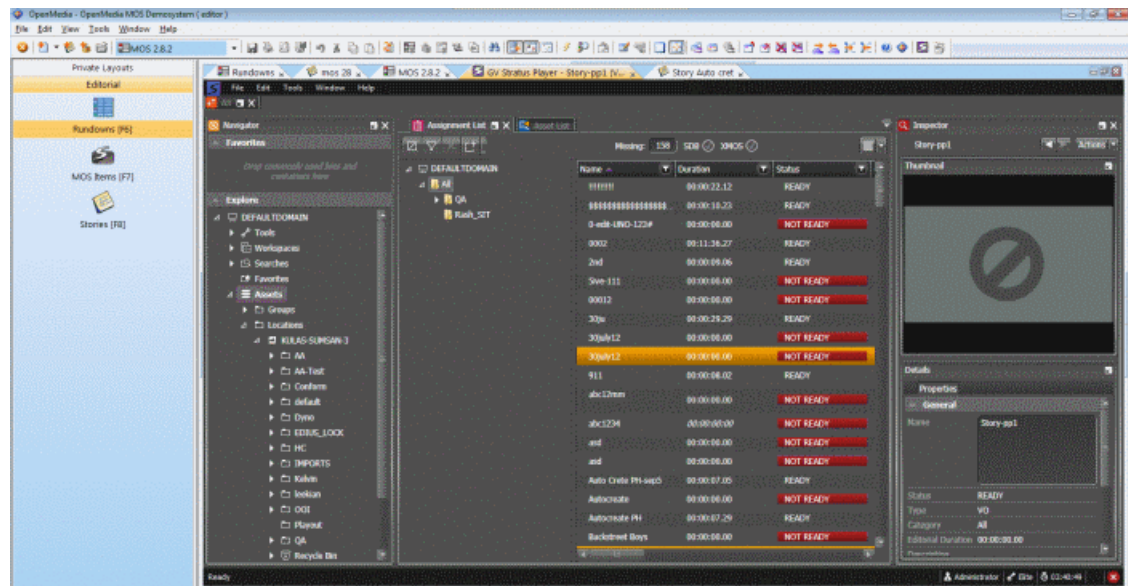 OpenMedia - OpenMedia MOS Demosystem ( editor )
File Edit View Tools Window Help
MOS 2.8.2
Private Layouts
Editorial
Rundowns [F6]
MOS Items [F7]
Stories [F8]
Rundowns
mos 28
MOS 2.8.2
GV Stratus Player - Story-pp1 [V...
Story Auto cret
File Edit Tools Window Help
Navigator
Favorites
Drop commonly used bins and
containers here
Explore
DEFAULTDOMAIN
Tools
Workspaces
Searches
Favorites
Assets
Groups
Locations
KULAS-SUMSAN-3
AA
AA-Test
Conform
default
Dyno
EDIUS_LOCK
HC
IMPORTS
Kelvin
leekian
OOI
Playout
QA
Recycle Bin
Assignment List
Asset List
Missing: 158 SDB XMOS
DEFAULTDOMAIN
All
QA
Rash_SIT
Name Duration Status
00:00:22.12 READY
00:00:10.23 READY
0-edit-UNO-123# 00:00:00.00 NOT READY
0002 00:11:36.27 READY
2nd 00:00:09.06 READY
5ive-111 00:00:00.00 NOT READY
00012 00:00:00.00 NOT READY
30ju 00:00:29.29 READY
30july12 00:00:00.00 NOT READY
30july12 00:00:00.00 NOT READY
911 00:00:08.02 READY
abc12mm 00:00:00.00 NOT READY
abc1234 00:00:00:00 NOT READY
asd 00:00:00.00 NOT READY
asd 00:00:00.00 NOT READY
Auto Crete PH-sep5 00:00:07.05 READY
Autocreate 00:00:00.00 NOT READY
Autocreate PH 00:00:07.29 READY
Backstreet Boys 00:00:00.00 NOT READY
Inspector
Story-pp1
Actions
Thumbnail
Details
Properties
General
Name Story-pp1
Status READY
Type VO
Category All
Editorial Duration 00:00:00.00
Ready
Administrator Elite 03:40:49